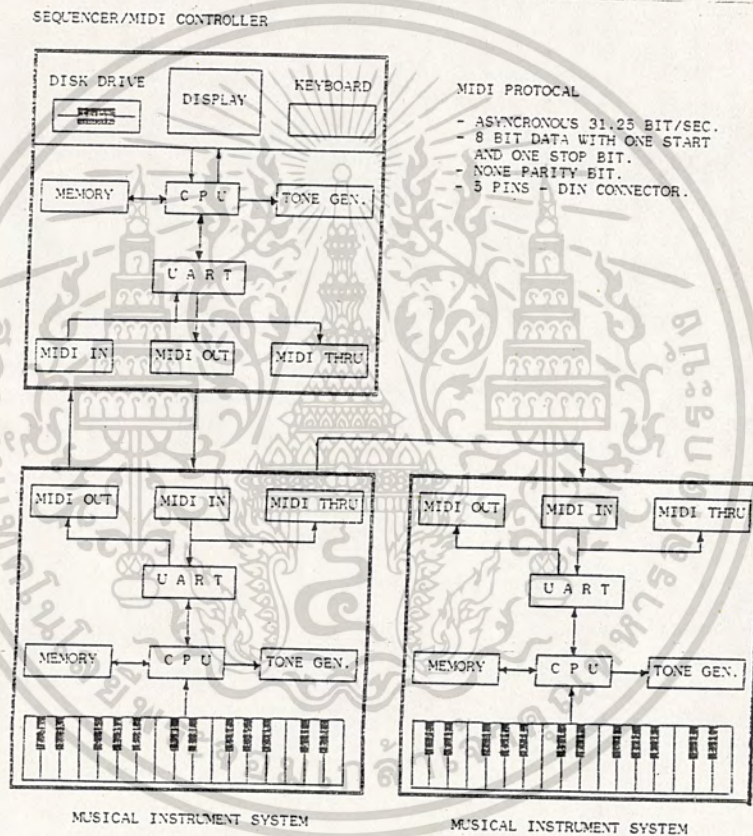 SEQUENCER/MIDI CONTROLLER
DISK DRIVE
DISPLAY
KEYBOARD
MIDI PROTOCAL
- ASYNCRONOUS 31.25 BIT/SEC.
- 8 BIT DATA WITH ONE START
AND ONE STOP BIT.
- NONE PARITY BIT.
- 5 PINS - DIN CONNECTOR.
MEMORY
C P U
TONE GEN.
U A R T
MIDI IN
MIDI OUT
MIDI THRU
MIDI OUT
MIDI IN
MIDI THRU
U A R T
MEMORY
C P U
TONE GEN.
MUSICAL INSTRUMENT SYSTEM
MIDI OUT
MIDI IN
MIDI THRU
U A R T
MEMORY
C P U
TONE GEN.
MUSICAL INSTRUMENT SYSTEM